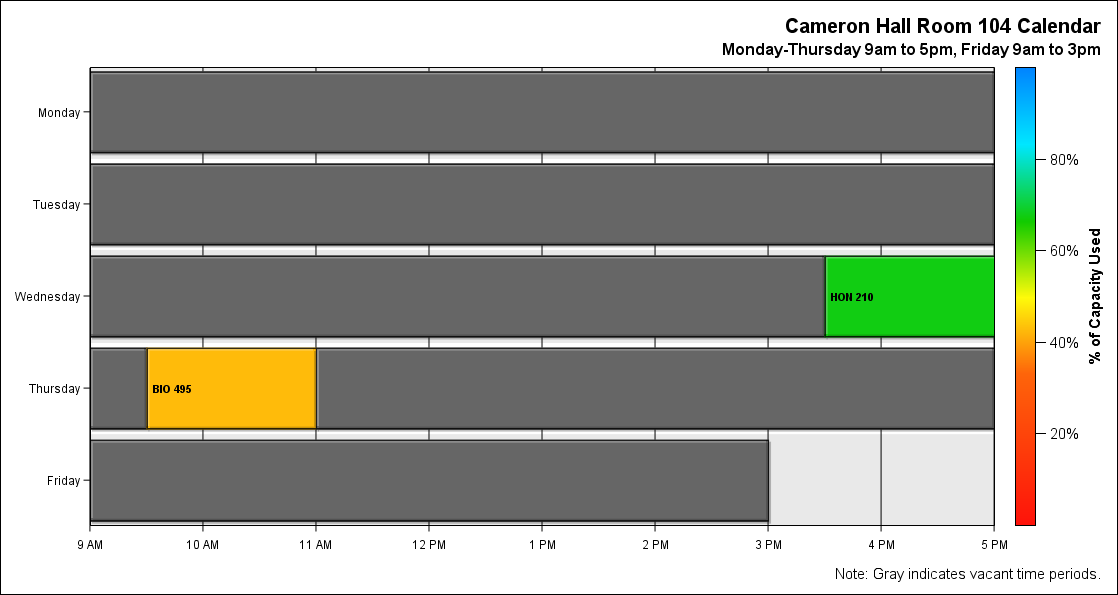 Cameron Hall Room 104 Calendar
Monday-Thursday 9am to 5pm, Friday 9am to 3pm
Monday
Tuesday
Wednesday
HON 210
Thursday
BIO 495
Friday
9 AM 10 AM 11 AM 12 PM 1 PM 2 PM 3 PM 4 PM 5 PM
80%
60%
40%
20%
% of Capacity Used
Note: Gray indicates vacant time periods.